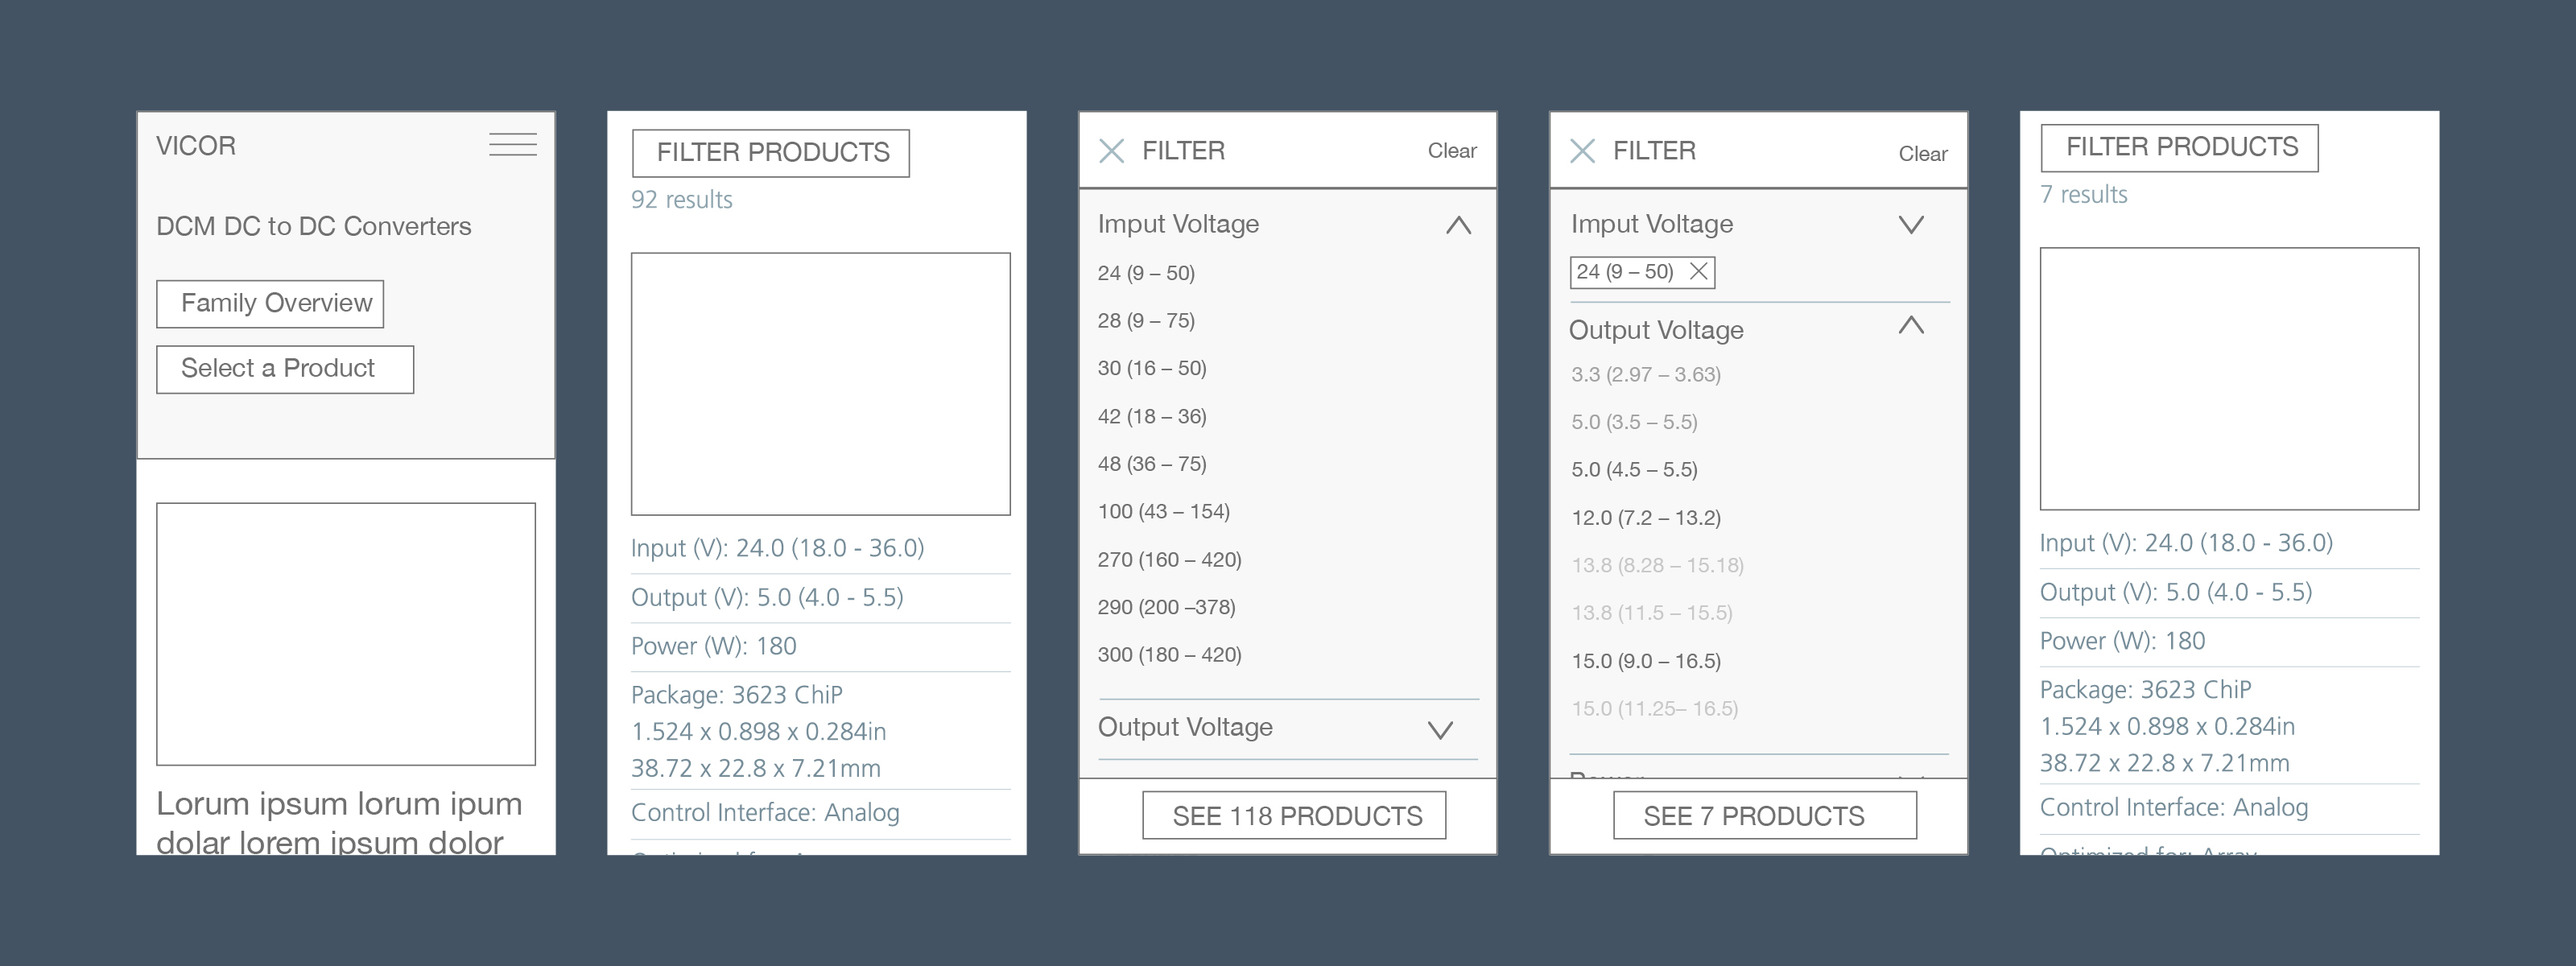 VICOR
DCM DC to DC Converters
Family Overview
Select a Product
Lorum ipsum lorum ipum
dolar lorem ipsum dolor
FILTER PRODUCTS
92 results
Input (V): 24.0 (18.0 - 36.0)
Output (V): 5.0 (4.0 - 5.5)
Power (W): 180
Package: 3623 ChiP
1.524 x 0.898 x 0.284in
38.72 x 22.8 x 7.21mm
Control Interface: Analog
FILTER
Clear
Imput Voltage
24 (9 – 50)
28 (9 – 75)
30 (16 – 50)
42 (18 – 36)
48 (36 – 75)
100 (43 – 154)
270 (160 – 420)
290 (200 –378)
300 (180 – 420)
Output Voltage
SEE 118 PRODUCTS
FILTER
Clear
Imput Voltage
24 (9 – 50)
Output Voltage
3.3 (2.97 – 3.63)
5.0 (3.5 – 5.5)
5.0 (4.5 – 5.5)
12.0 (7.2 – 13.2)
13.8 (8.28 – 15.18)
13.8 (11.5 – 15.5)
15.0 (9.0 – 16.5)
15.0 (11.25– 16.5)
SEE 7 PRODUCTS
FILTER PRODUCTS
7 results
Input (V): 24.0 (18.0 - 36.0)
Output (V): 5.0 (4.0 - 5.5)
Power (W): 180
Package: 3623 ChiP
1.524 x 0.898 x 0.284in
38.72 x 22.8 x 7.21mm
Control Interface: Analog
Optimized for: Array